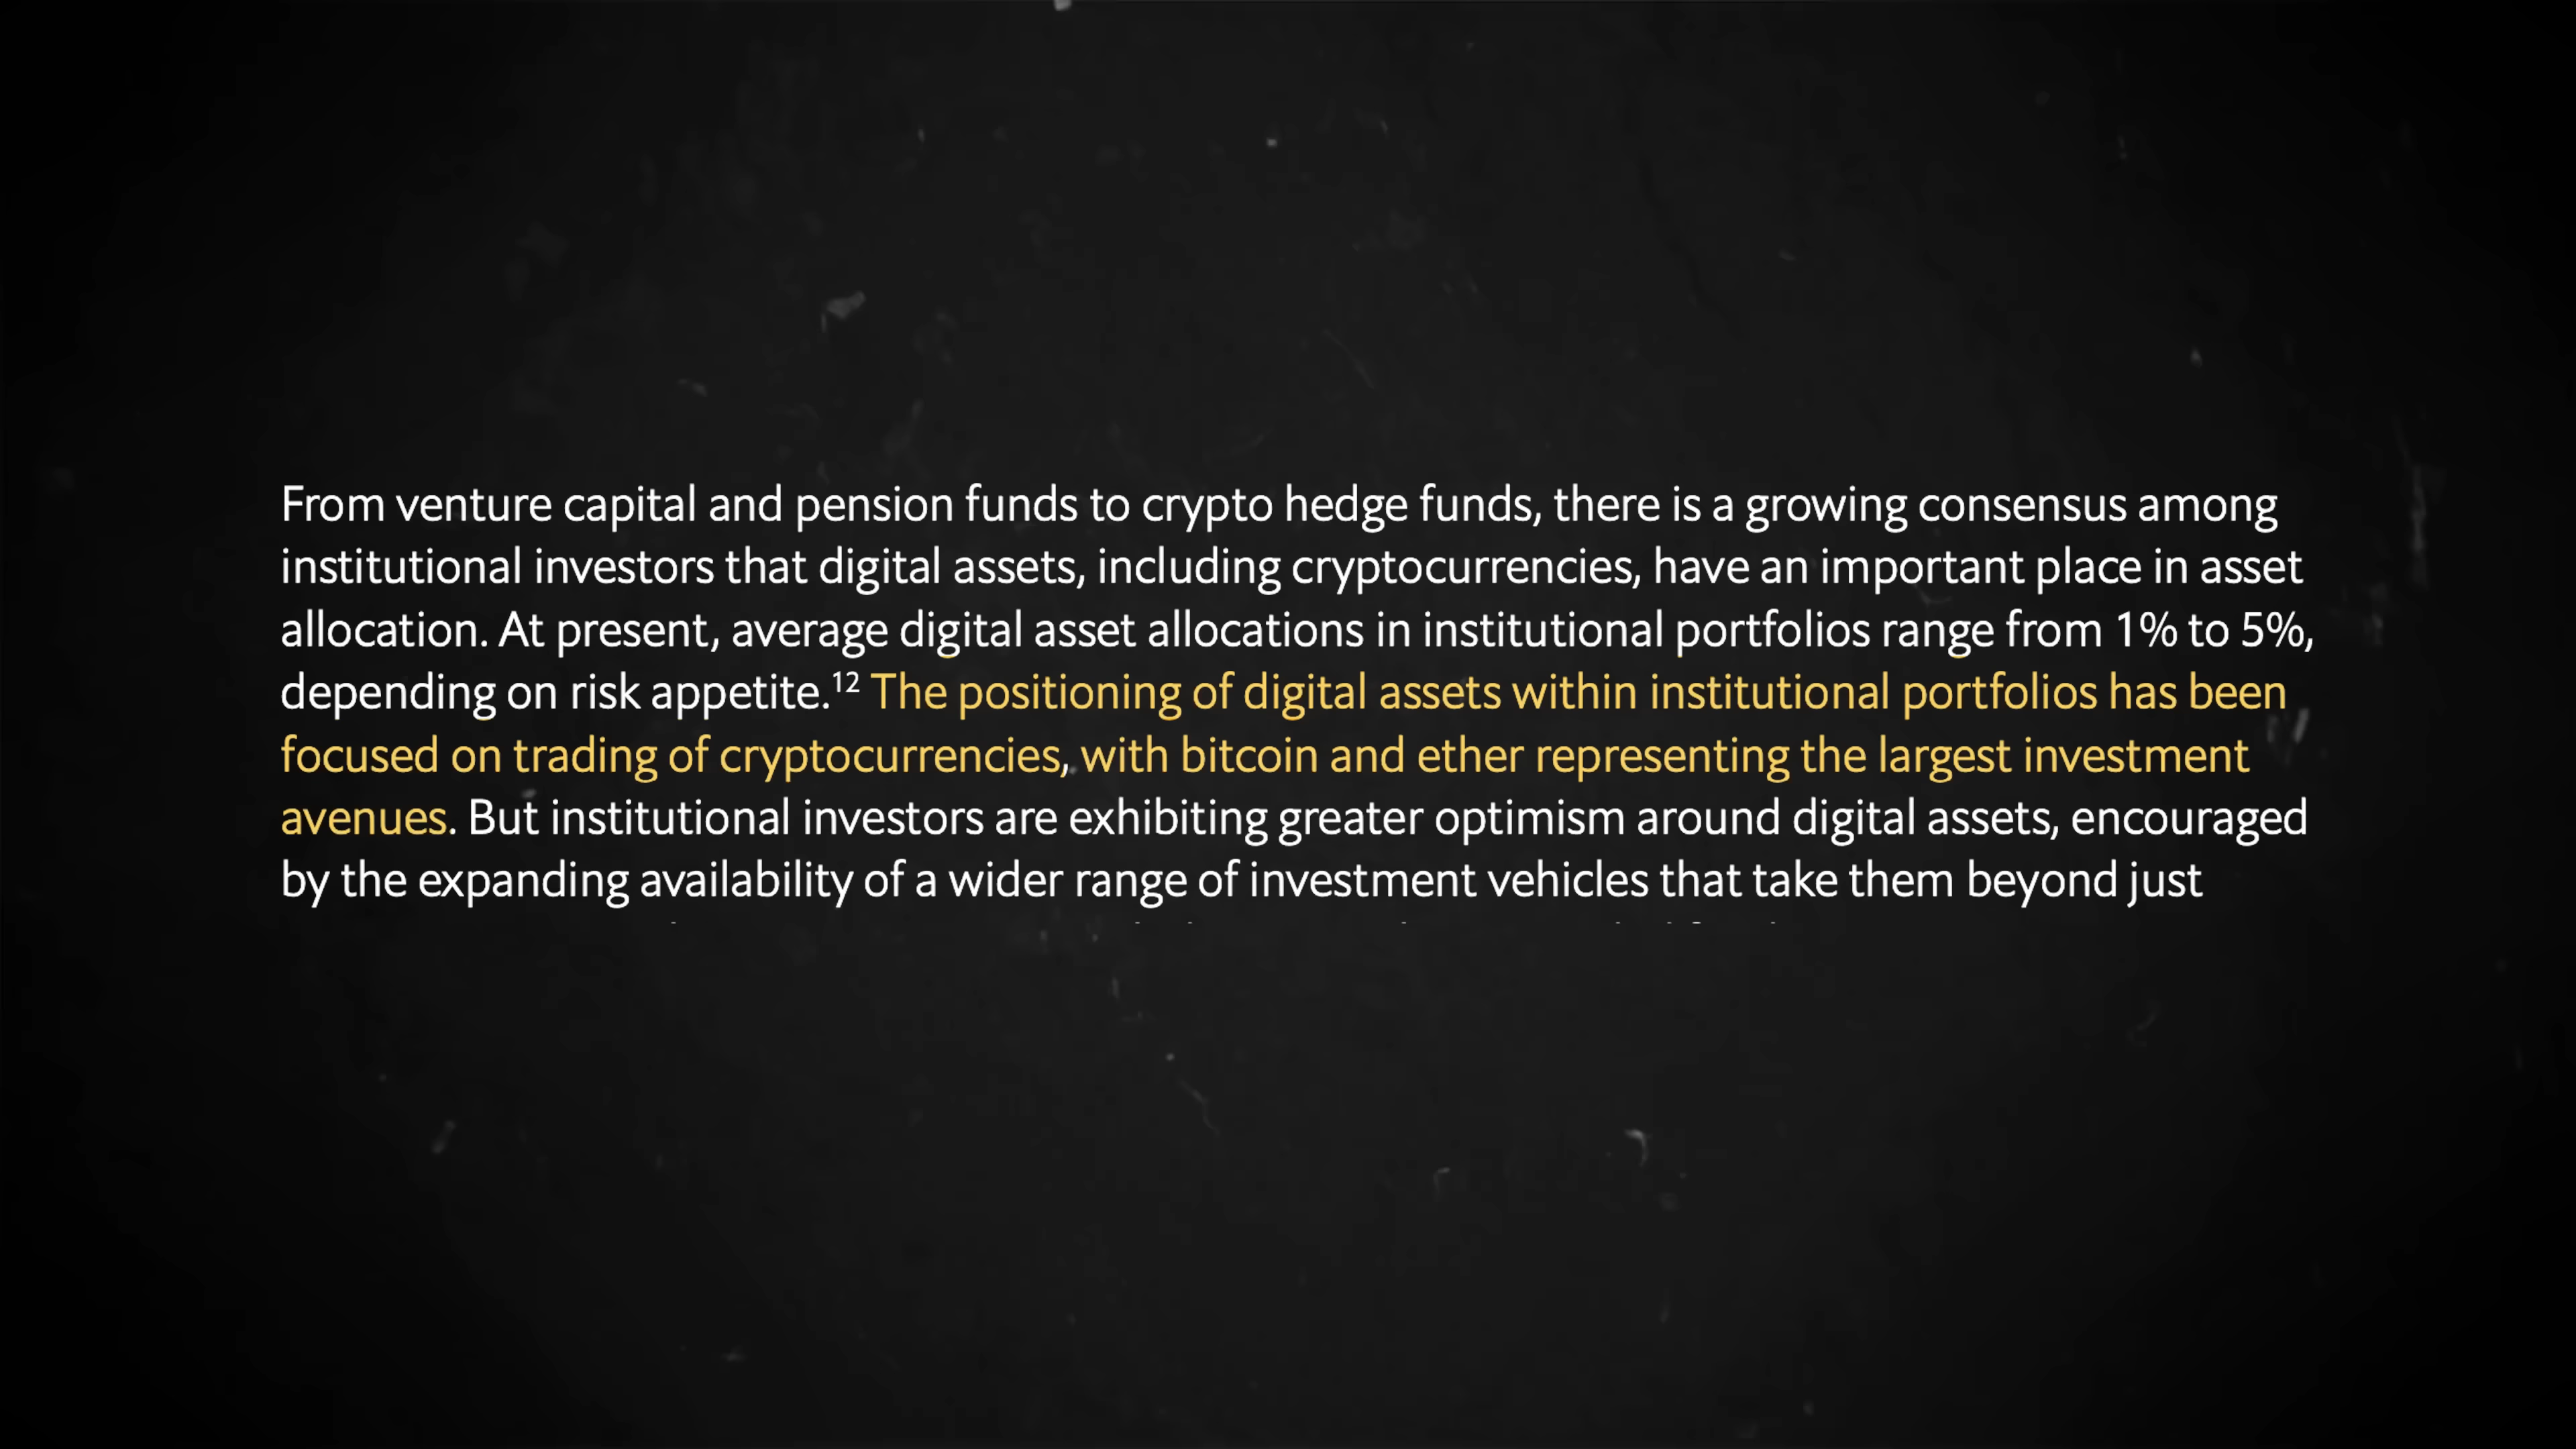 From venture capital and pension funds to crypto hedge funds, there is a growing consensus among
institutional investors that digital assets, including cryptocurrencies, have an important place in asset
allocation. At present, average digital asset allocations in institutional portfolios range from 1% to 5%,
depending on risk appetite.¹² The positioning of digital assets within institutional portfolios has been
focused on trading of cryptocurrencies, with bitcoin and ether representing the largest investment
avenues. But institutional investors are exhibiting greater optimism around digital assets, encouraged
by the expanding availability of a wider range of investment vehicles that take them beyond just